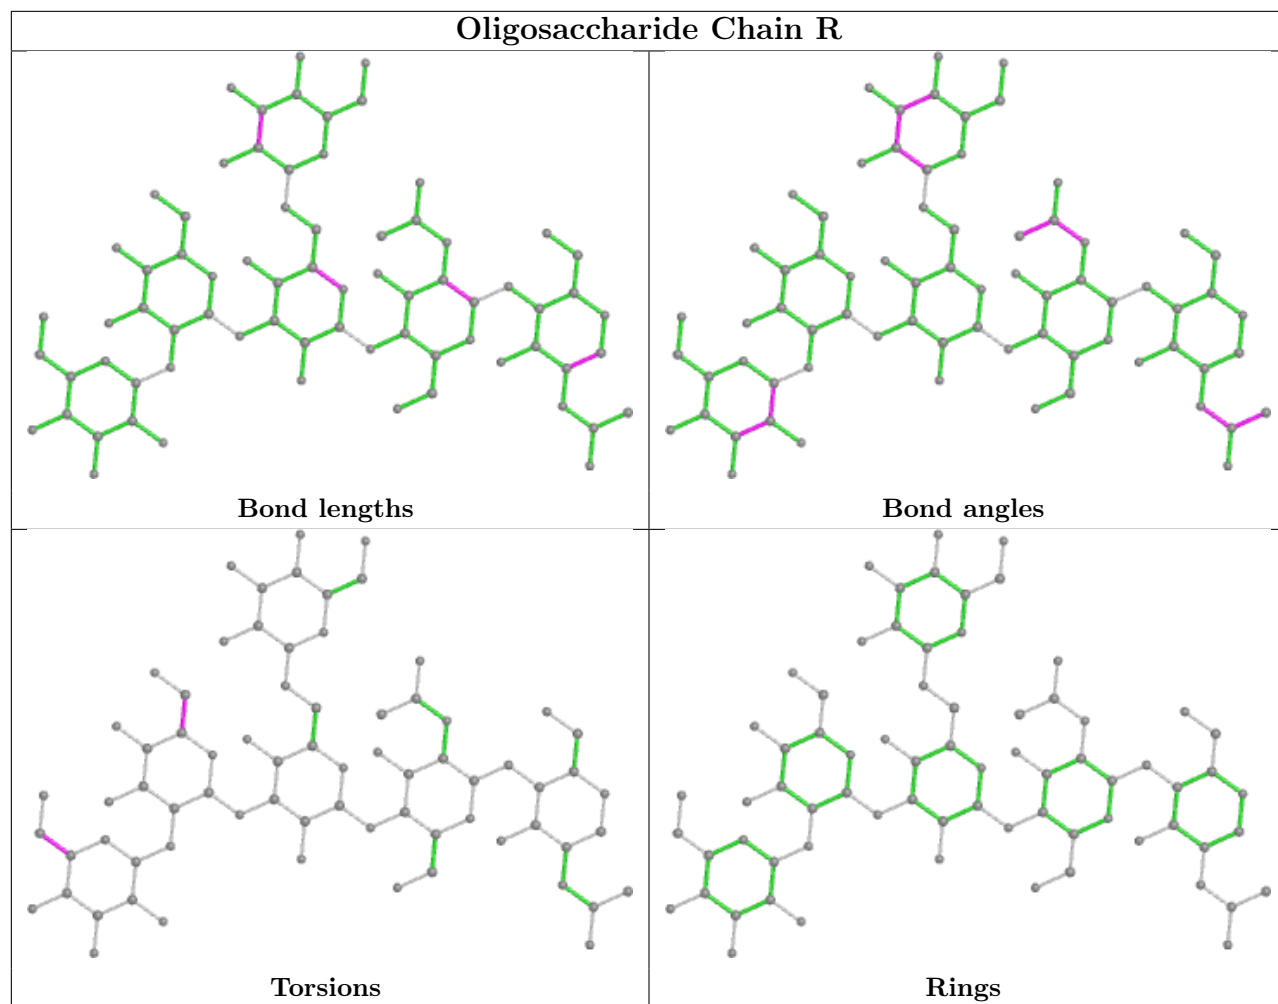 Oligosaccharide Chain R
Bond lengths
Bond angles
Torsions
Rings